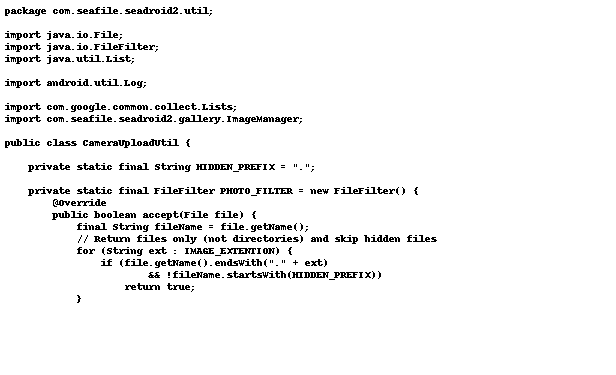 package com.seafile.seadroid2.util;

import java.io.File;
import java.io.FileFilter;
import java.util.List;

import android.util.Log;

import com.google.common.collect.Lists;
import com.seafile.seadroid2.gallery.ImageManager;

public class CameraUploadUtil {

    private static final String HIDDEN_PREFIX = ".";

    private static final FileFilter PHOTO_FILTER = new FileFilter() {
        @Override
        public boolean accept(File file) {
            final String fileName = file.getName();
            // Return files only (not directories) and skip hidden files
            for (String ext : IMAGE_EXTENTION) {
                if (file.getName().endsWith("." + ext)
                        && !fileName.startsWith(HIDDEN_PREFIX))
                    return true;
            }